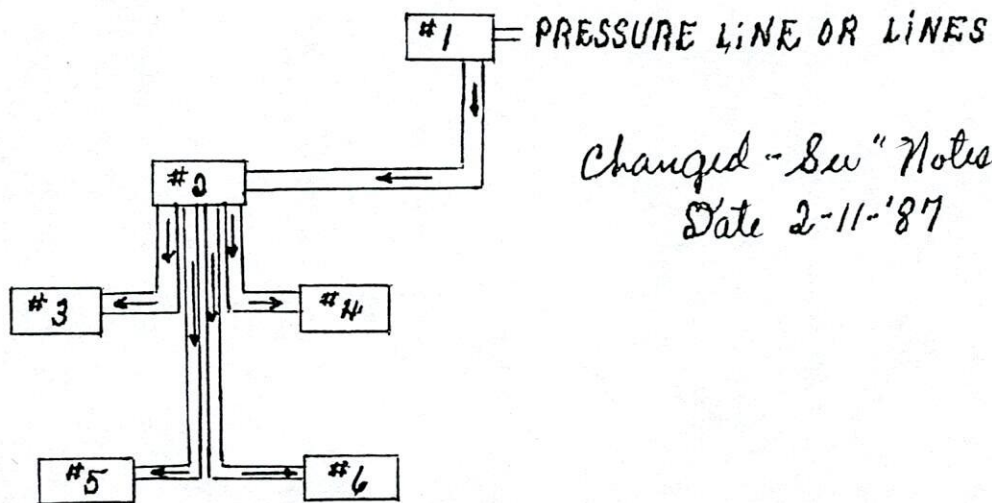 #1 PRESSURE LINE OR LINES
Changed - See " Notes
Date 2-11-'87
#2
#3
#4
#5
#6